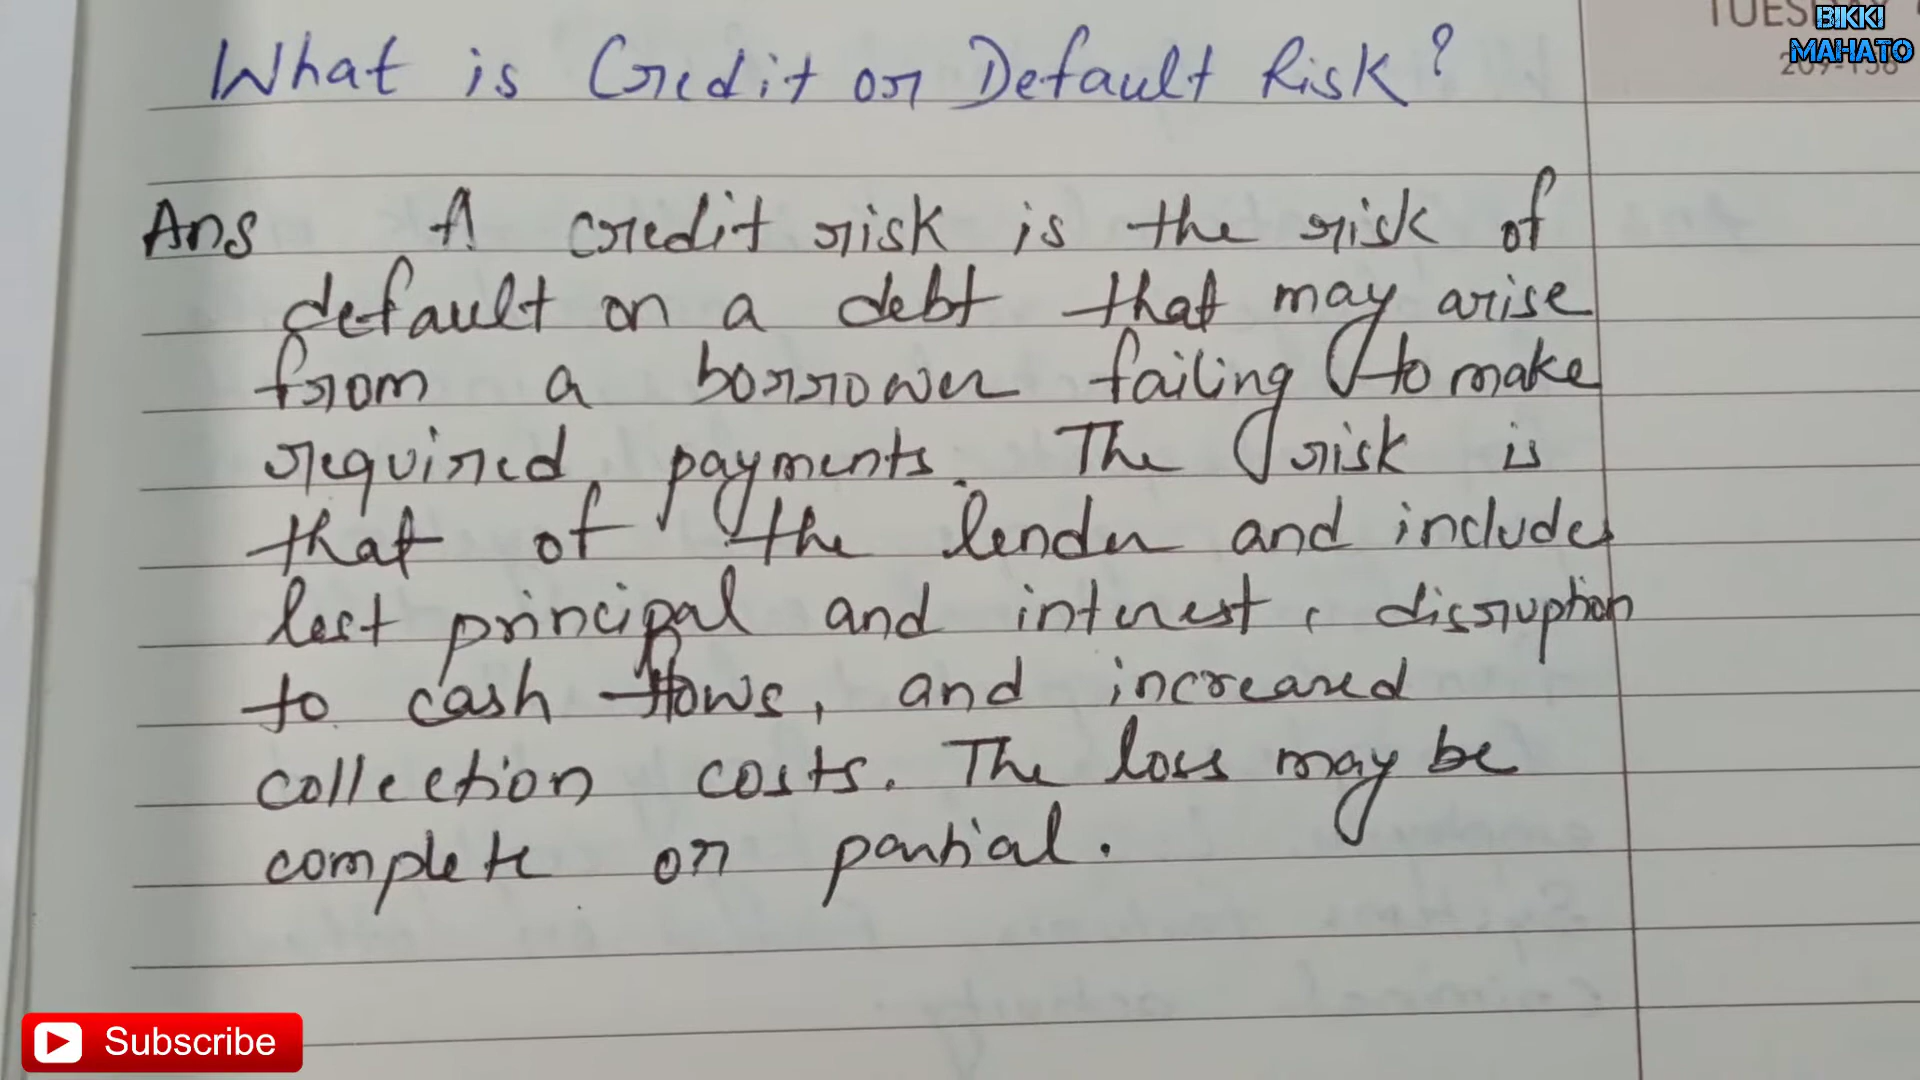 TUES
BIKKI
MAHATO
209-156
What is Credit or Default Risk?
Ans A credit risk is the risk of
default on a debt that may arise
from a borrower failing to make
required payments. The risk is
that of the lender and includes
lost principal and interest, disruption
to cash flows, and increased
collection costs. The loss may be
complete or partial.
Subscribe